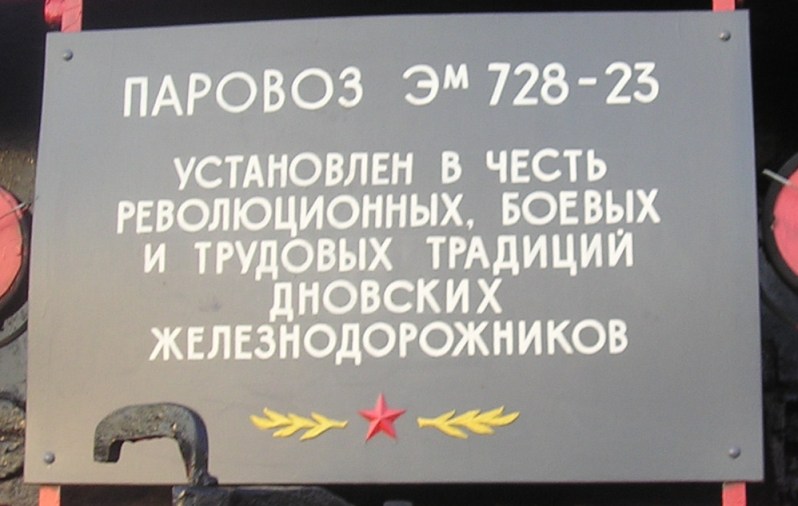 ПАРОВОЗ Эм 728-23
УСТАНОВЛЕН В ЧЕСТЬ
РЕВОЛЮЦИОННЫХ, БОЕВЫХ
И ТРУДОВЫХ ТРАДИЦИЙ
ДНОВСКИХ
ЖЕЛЕЗНОДОРОЖНИКОВ